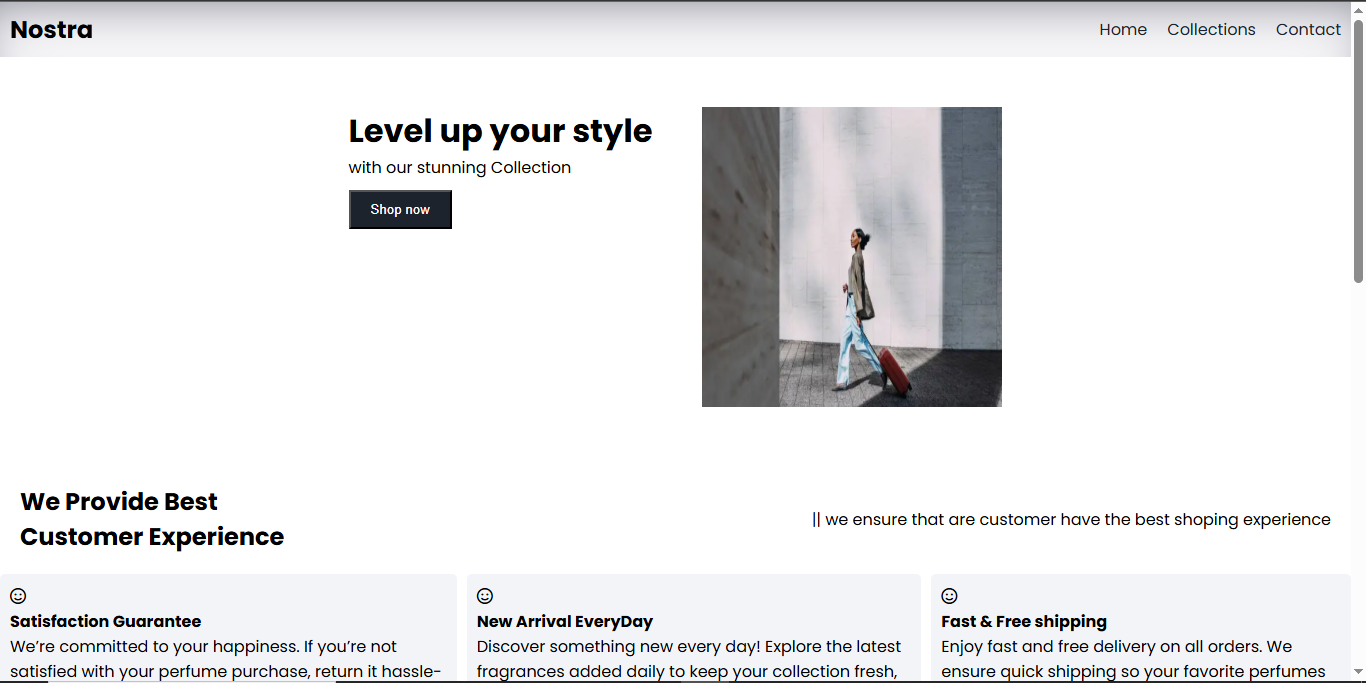 Nostra
Home Collections Contact
Level up your style
with our stunning Collection
Shop now
We Provide Best
Customer Experience
|| we ensure that are customer have the best shoping experience
Satisfaction Guarantee
We’re committed to your happiness. If you’re not
satisfied with your perfume purchase, return it hassle-
New Arrival EveryDay
Discover something new every day! Explore the latest
fragrances added daily to keep your collection fresh,
Fast & Free shipping
Enjoy fast and free delivery on all orders. We
ensure quick shipping so your favorite perfumes